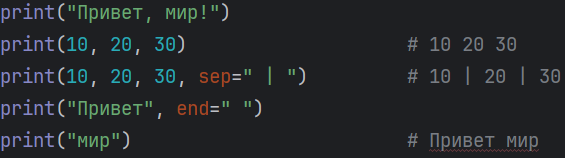 print("Привет, мир!")
print(10, 20, 30) # 10 20 30
print(10, 20, 30, sep=" | ") # 10 | 20 | 30
print("Привет", end=" ")
print("мир") # Привет мир